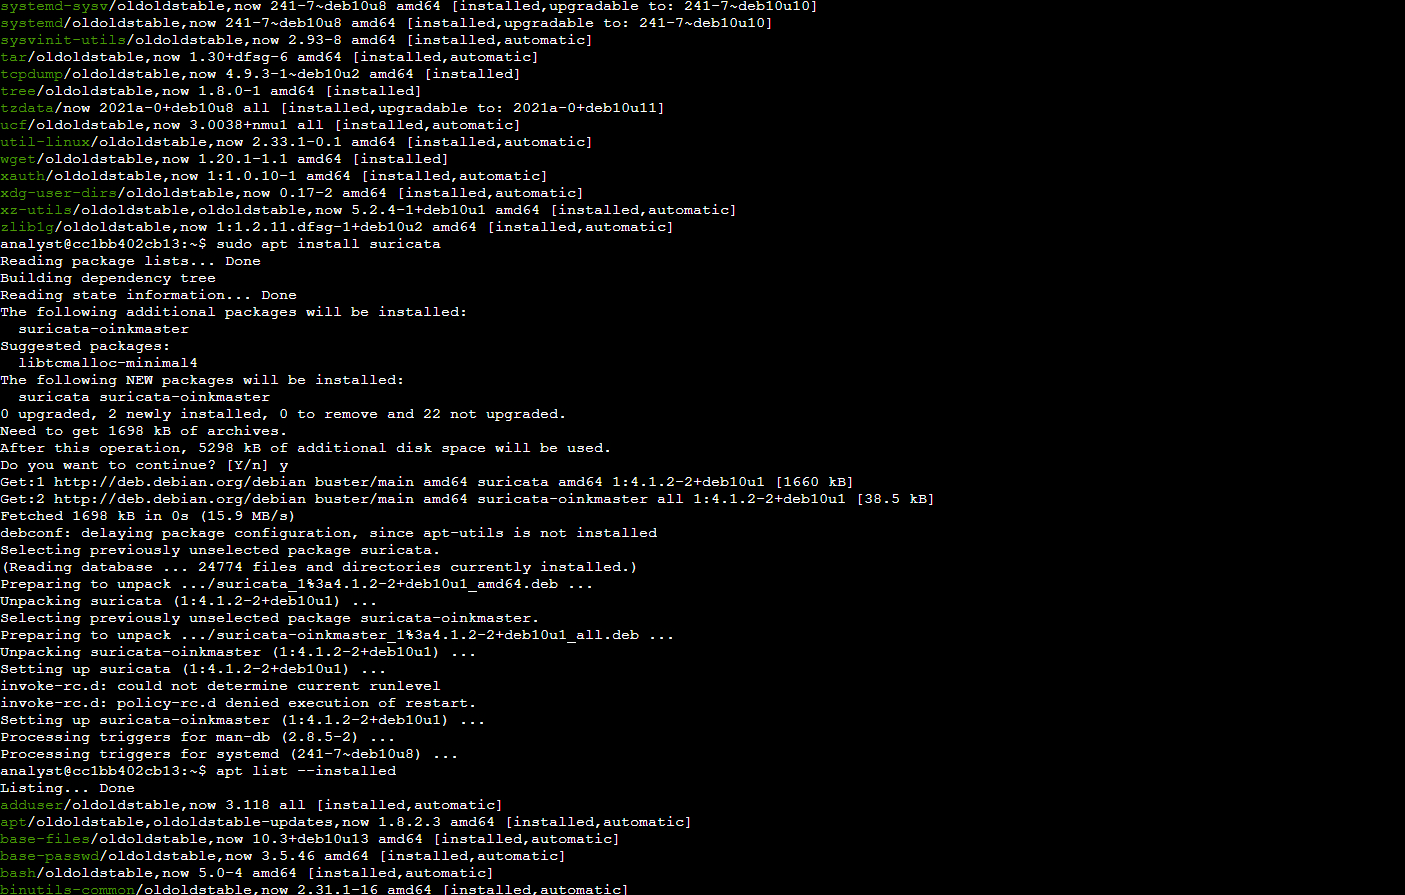 systemd-sysv/oldoldstable,now 241-7~deb10u8 amd64 [installed,upgradable to: 241-7~deb10u10]
systemd/oldoldstable,now 241-7~deb10u8 amd64 [installed,upgradable to: 241-7~deb10u10]
sysvinit-utils/oldoldstable,now 2.93-8 amd64 [installed,automatic]
tar/oldoldstable,now 1.30+dfsg-6 amd64 [installed,automatic]
tcpdump/oldoldstable,now 4.9.3-1~deb10u2 amd64 [installed]
tree/oldoldstable,now 1.8.0-1 amd64 [installed]
tzdata/now 2021a-0+deb10u8 all [installed,upgradable to: 2021a-0+deb10u11]
ucf/oldoldstable,now 3.0038+nmu1 all [installed,automatic]
util-linux/oldoldstable,now 2.33.1-0.1 amd64 [installed,automatic]
wget/oldoldstable,now 1.20.1-1.1 amd64 [installed]
xauth/oldoldstable,now 1:1.0.10-1 amd64 [installed,automatic]
xdg-user-dirs/oldoldstable,now 0.17-2 amd64 [installed,automatic]
xz-utils/oldoldstable,oldoldstable,now 5.2.4-1+deb10u1 amd64 [installed,automatic]
zlib1g/oldoldstable,now 1:1.2.11.dfsg-1+deb10u2 amd64 [installed,automatic]
analyst@cc1bb402cb13:~$ sudo apt install suricata
Reading package lists... Done
Building dependency tree
Reading state information... Done
The following additional packages will be installed:
  suricata-oinkmaster
Suggested packages:
  libtcmalloc-minimal4
The following NEW packages will be installed:
  suricata suricata-oinkmaster
0 upgraded, 2 newly installed, 0 to remove and 22 not upgraded.
Need to get 1698 kB of archives.
After this operation, 5298 kB of additional disk space will be used.
Do you want to continue? [Y/n] y
Get:1 http://deb.debian.org/debian buster/main amd64 suricata amd64 1:4.1.2-2+deb10u1 [1660 kB]
Get:2 http://deb.debian.org/debian buster/main amd64 suricata-oinkmaster all 1:4.1.2-2+deb10u1 [38.5 kB]
Fetched 1698 kB in 0s (15.9 MB/s)
debconf: delaying package configuration, since apt-utils is not installed
Selecting previously unselected package suricata.
(Reading database ... 24774 files and directories currently installed.)
Preparing to unpack .../suricata_1%3a4.1.2-2+deb10u1_amd64.deb ...
Unpacking suricata (1:4.1.2-2+deb10u1) ...
Selecting previously unselected package suricata-oinkmaster.
Preparing to unpack .../suricata-oinkmaster_1%3a4.1.2-2+deb10u1_all.deb ...
Unpacking suricata-oinkmaster (1:4.1.2-2+deb10u1) ...
Setting up suricata (1:4.1.2-2+deb10u1) ...
invoke-rc.d: could not determine current runlevel
invoke-rc.d: policy-rc.d denied execution of restart.
Setting up suricata-oinkmaster (1:4.1.2-2+deb10u1) ...
Processing triggers for man-db (2.8.5-2) ...
Processing triggers for systemd (241-7~deb10u8) ...
analyst@cc1bb402cb13:~$ apt list --installed
Listing... Done
adduser/oldoldstable,now 3.118 all [installed,automatic]
apt/oldoldstable,oldoldstable-updates,now 1.8.2.3 amd64 [installed,automatic]
base-files/oldoldstable,now 10.3+deb10u13 amd64 [installed,automatic]
base-passwd/oldoldstable,now 3.5.46 amd64 [installed,automatic]
bash/oldoldstable,now 5.0-4 amd64 [installed,automatic]
binutils-common/oldoldstable,now 2.31.1-16 amd64 [installed,automatic]